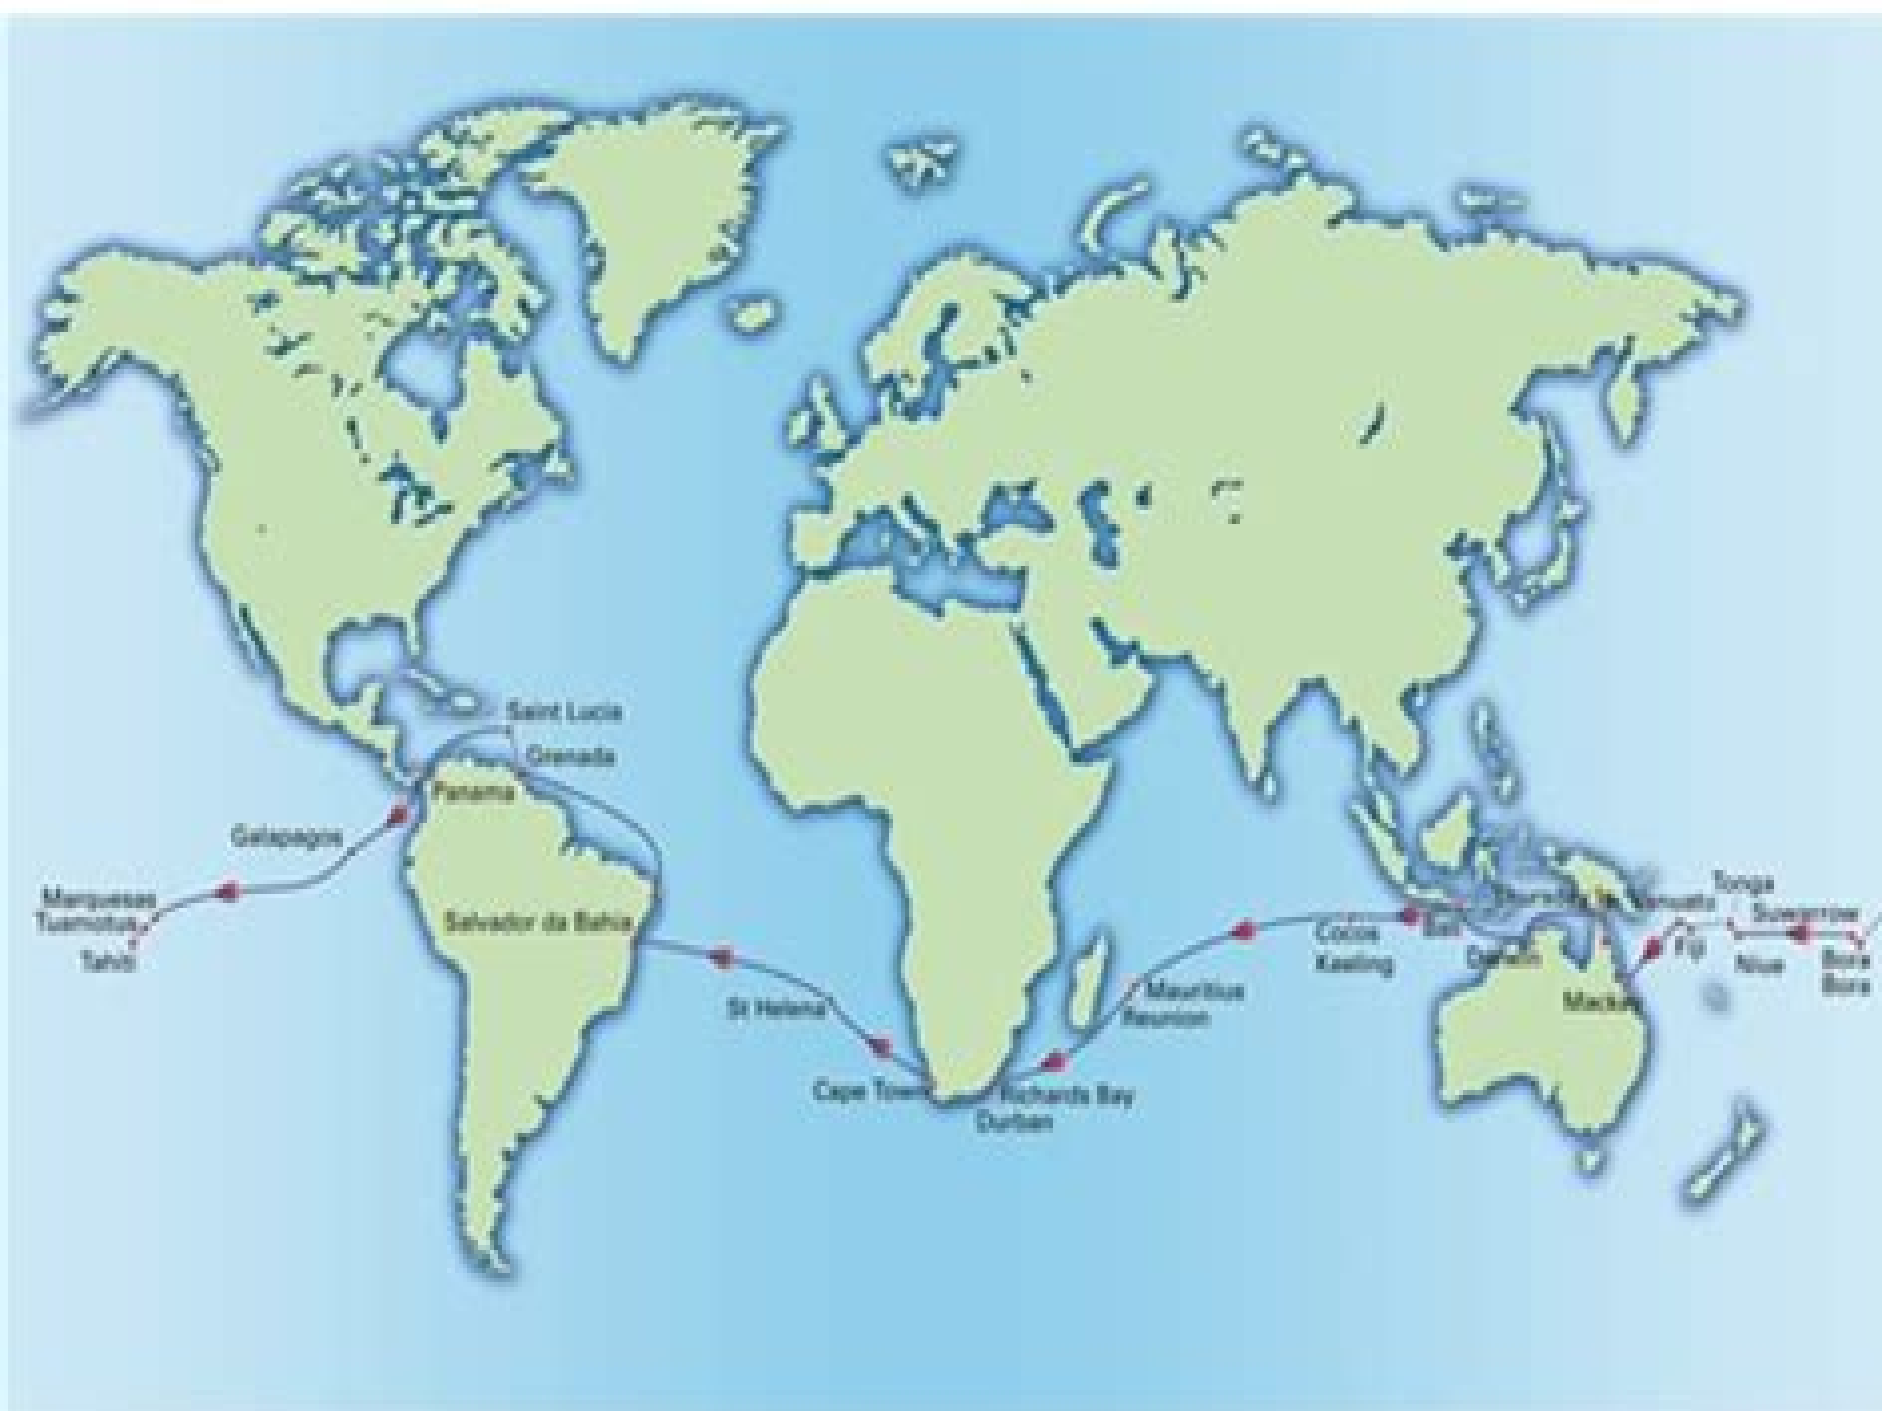 Saint Lucia
Grenada
Panama
Galapagos
Marquesas
Tuamotus
Tahiti
Salvador da Bahia
St Helena
Cape Town
Richards Bay
Durban
Mauritius
Reunion
Cocos
Keeling
Bali
Darwin
Mackay
Vanuatu
Fiji
Tonga
Suwarrow
Niue
Bora
Bora